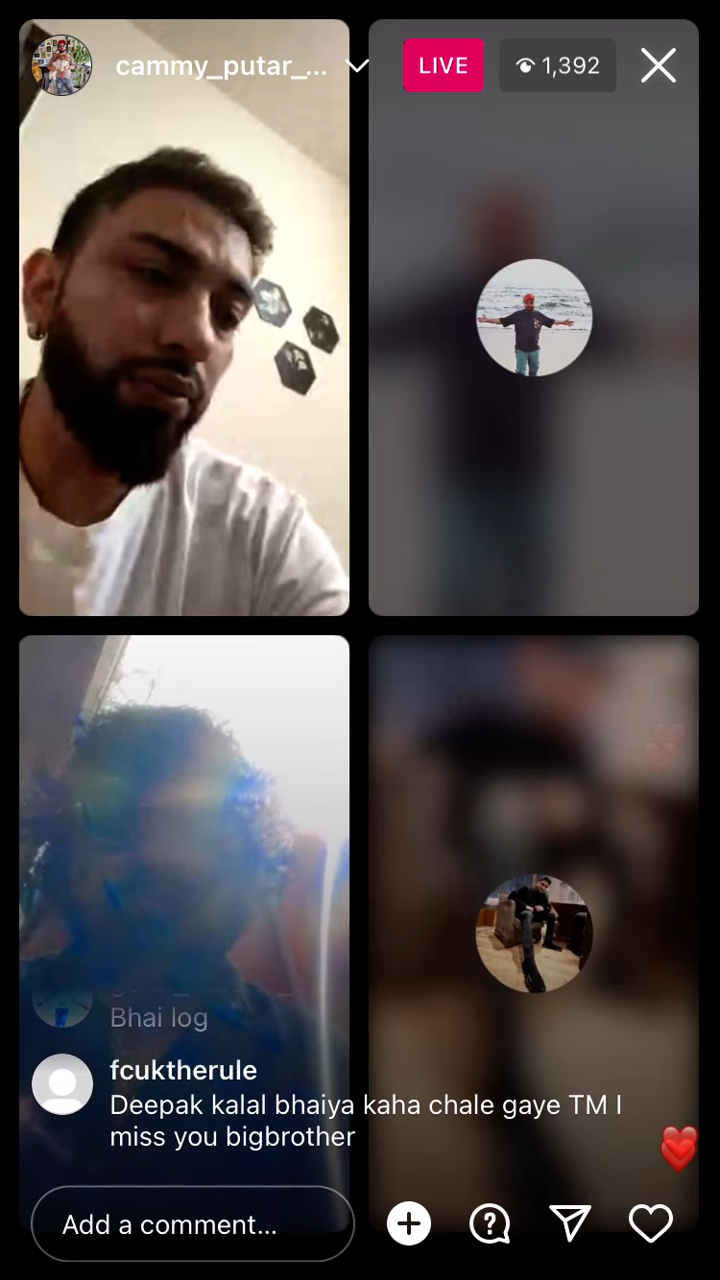 cammy_putar_...
LIVE
1,392
Bhai log
fcuktherule
Deepak kalal bhaiya kaha chale gaye TM I
miss you bigbrother
Add a comment...